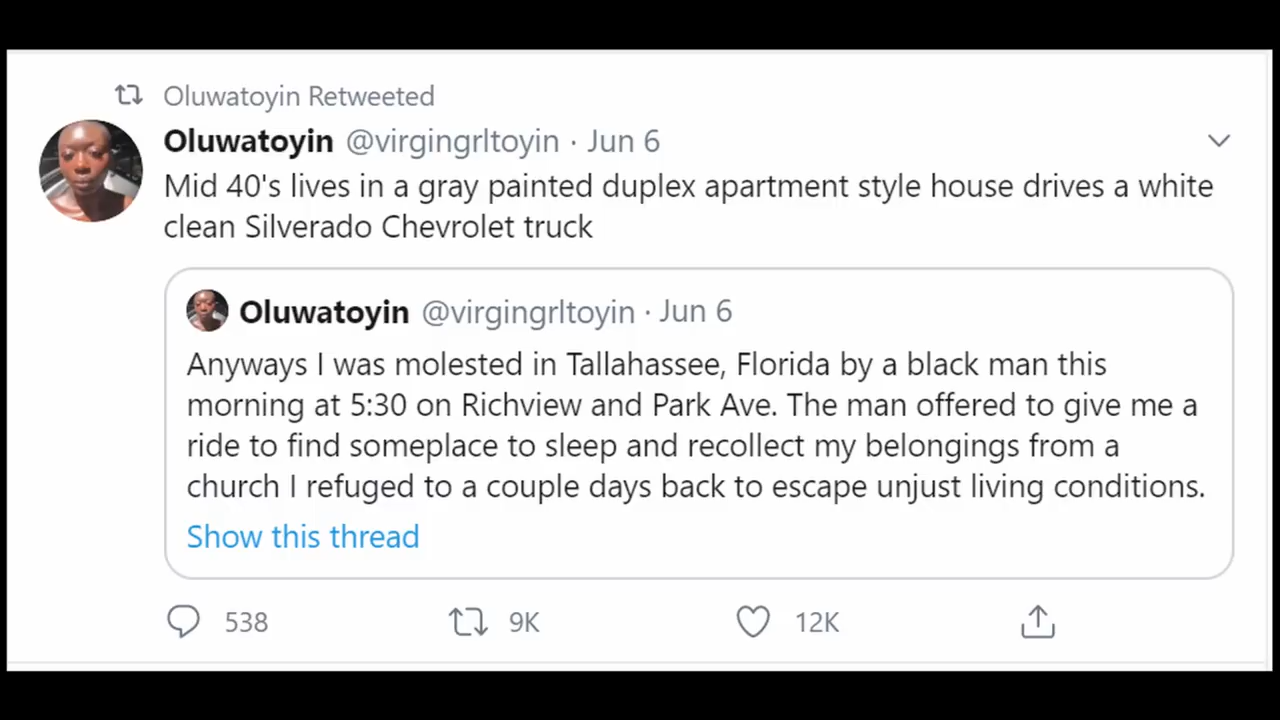 Oluwatoyin Retweeted
Oluwatoyin @virgingrltoyin · Jun 6
Mid 40's lives in a gray painted duplex apartment style house drives a white
clean Silverado Chevrolet truck
Oluwatoyin @virgingrltoyin · Jun 6
Anyways I was molested in Tallahassee, Florida by a black man this
morning at 5:30 on Richview and Park Ave. The man offered to give me a
ride to find someplace to sleep and recollect my belongings from a
church I refuged to a couple days back to escape unjust living conditions.
Show this thread
538 9K 12K